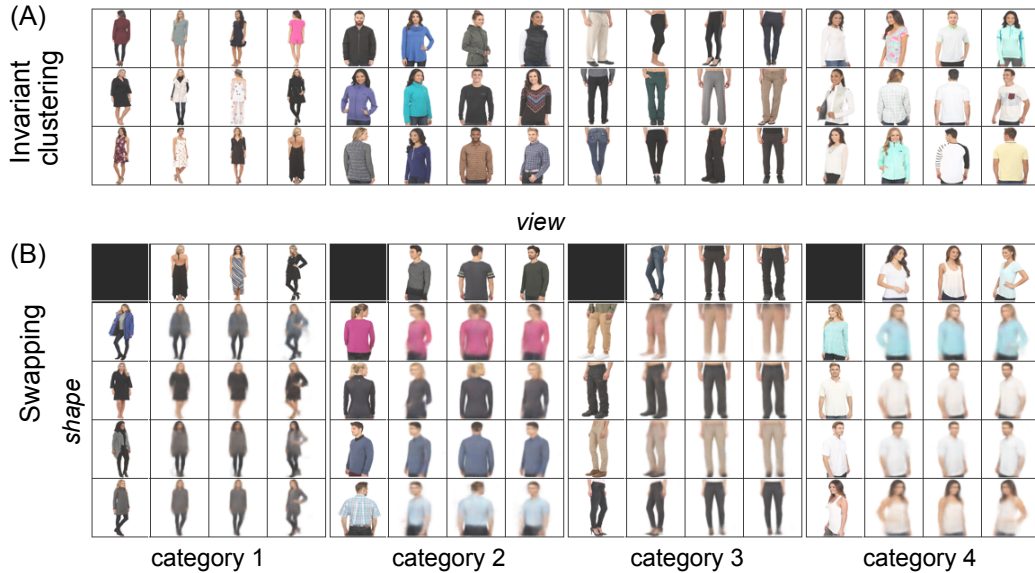 (A)
Invariant
clustering
view
(B)
Swapping
shape
category 1
category 2
category 3
category 4